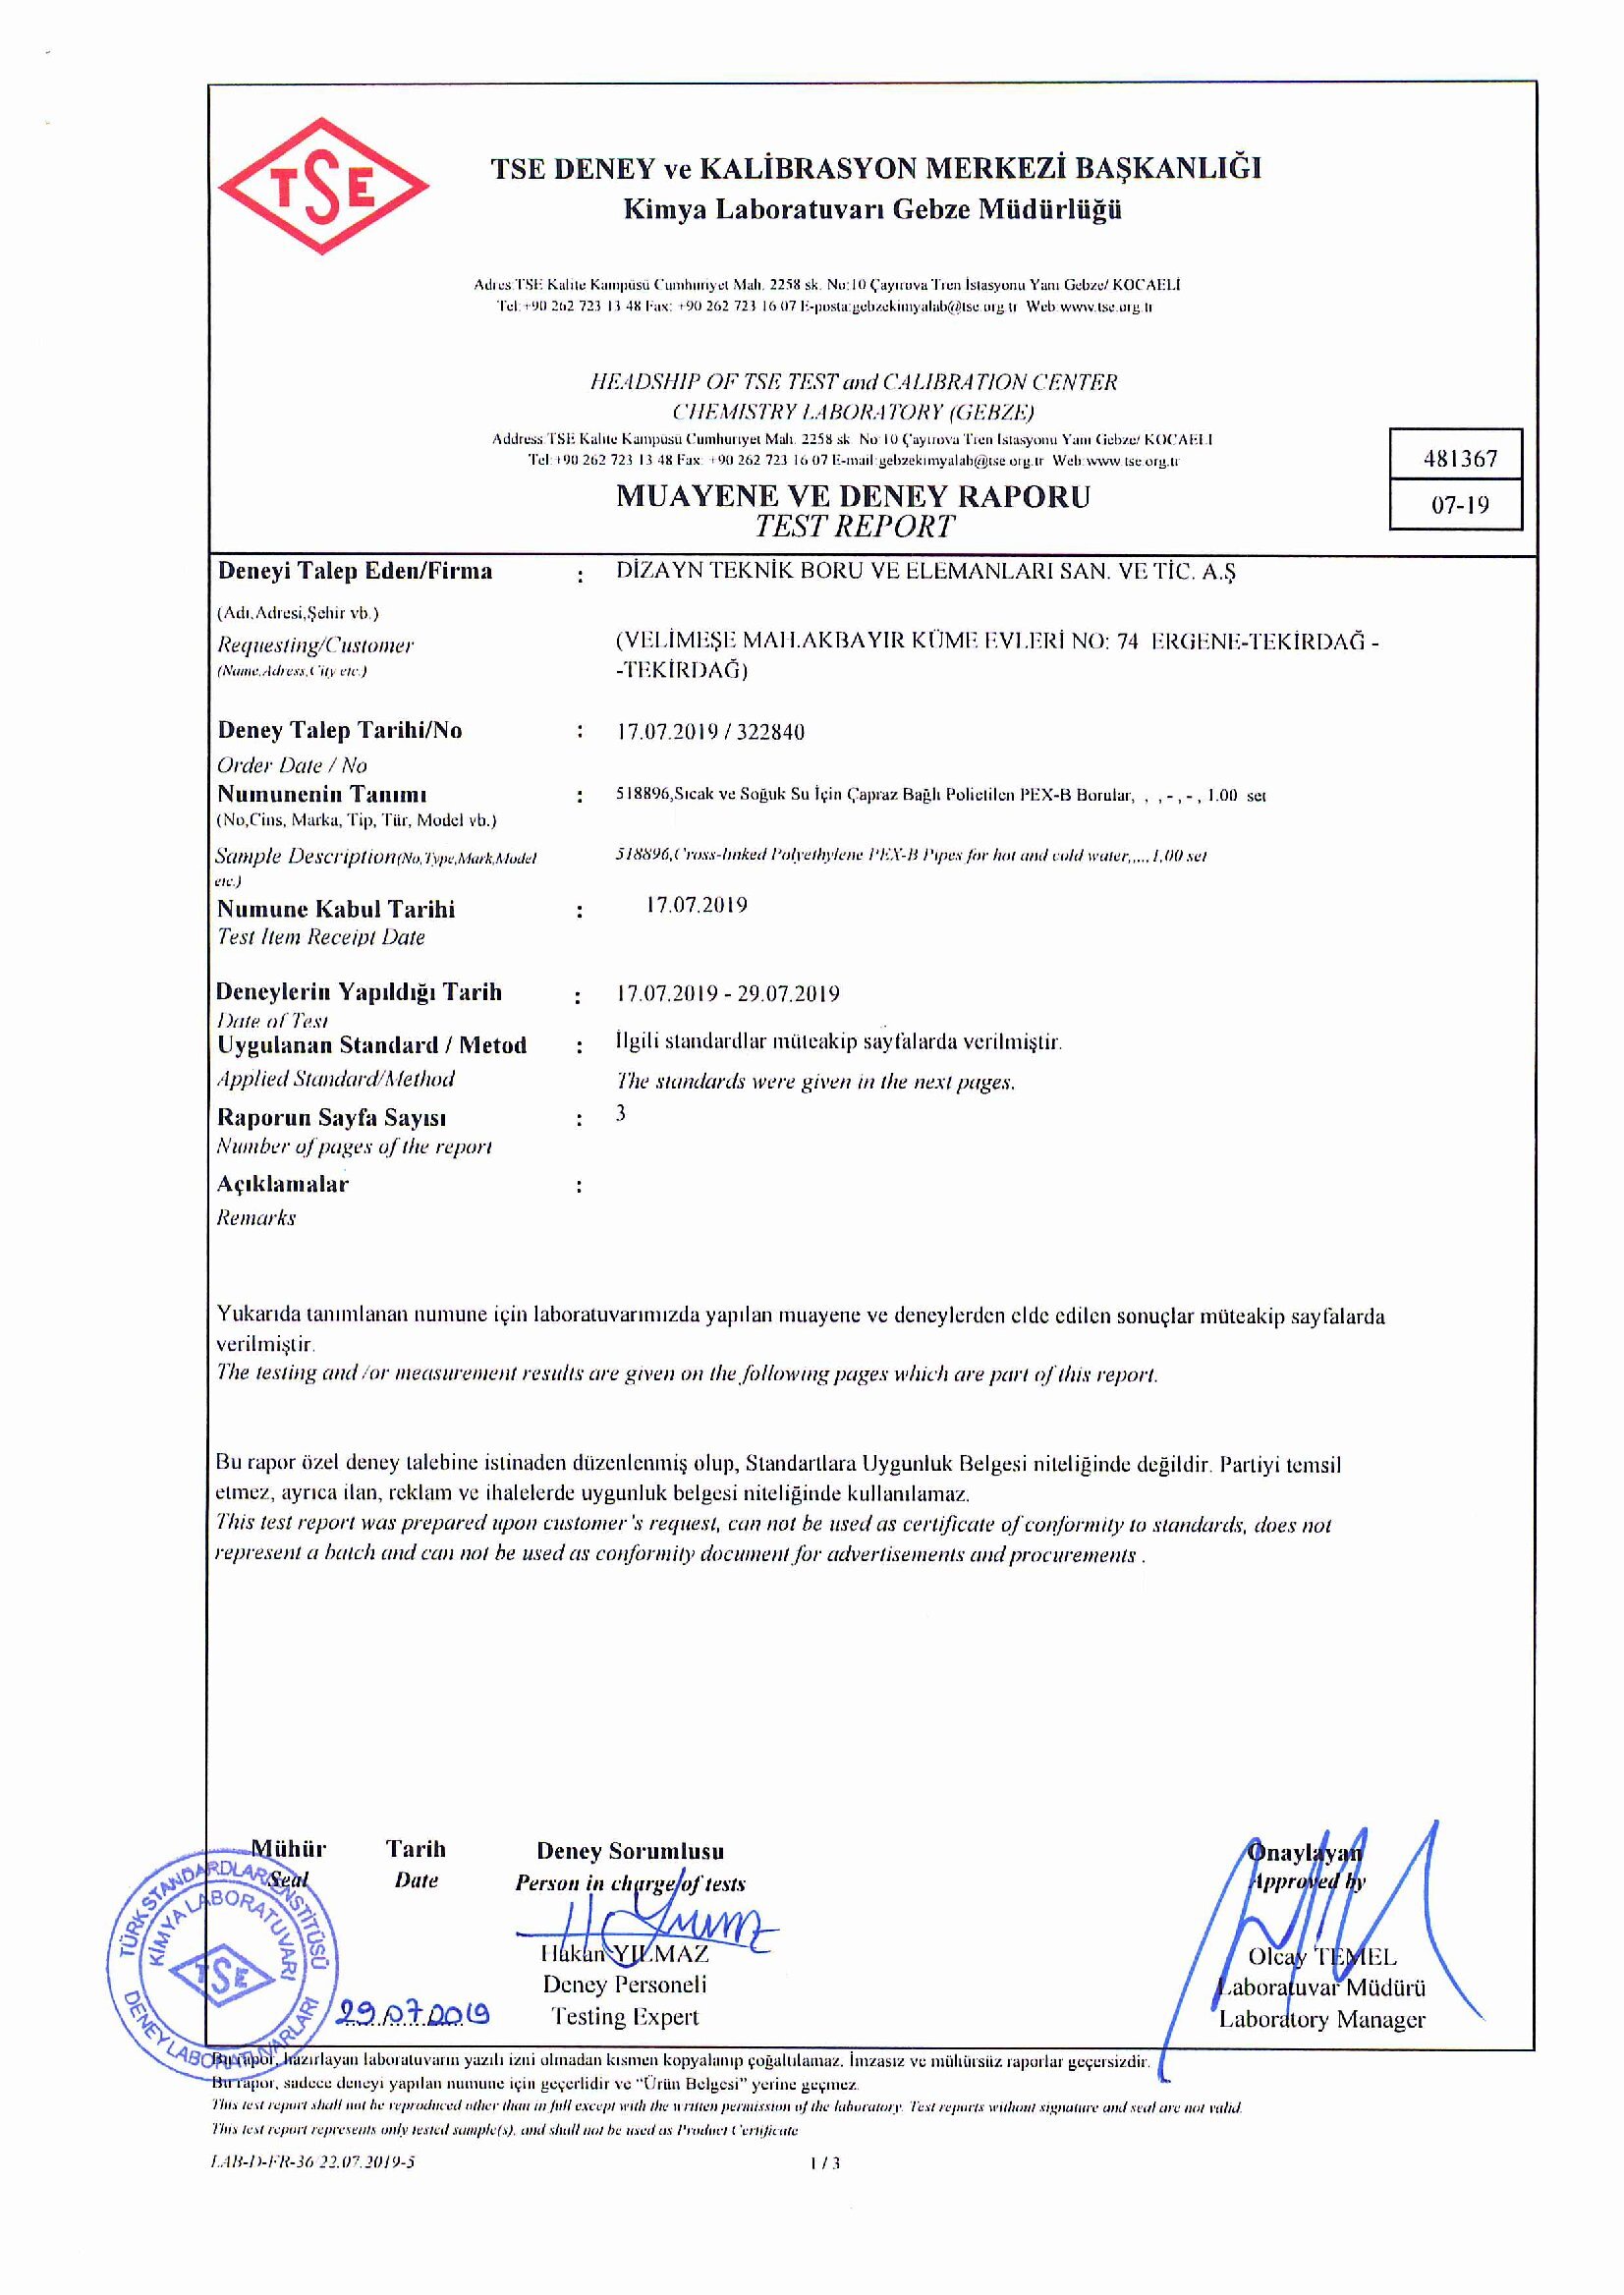 TSE
TSE DENEY ve KALİBRASYON MERKEZİ BAŞKANLIĞI
Kimya Laboratuvarı Gebze Müdürlüğü
Adres:TSE Kalite Kampüsü Cumhuriyet Mah. 2258 sk. No:10 Çayırova Tren İstasyonu Yanı Gebze/ KOCAELİ
Tel:+90 262 723 13 48 Fax: +90 262 723 16 07 E-posta:gebzekimyalab@tse.org.tr Web:www.tse.org.tr
HEADSHIP OF TSE TEST and CALIBRATION CENTER
CHEMISTRY LABORATORY (GEBZE)
Address:TSE Kalite Kampusu Cumhuriyet Mah. 2258 sk. No:10 Çayırova Tren Istasyonu Yanı Gebze/ KOCAELI
Tel:+90 262 723 13 48 Fax: +90 262 723 16 07 E-mail:gebzekimyalab@tse.org.tr Web:www.tse.org.tr
481367
MUAYENE VE DENEY RAPORU
07-19
TEST REPORT
Deneyi Talep Eden/Firma : DİZAYN TEKNİK BORU VE ELEMANLARI SAN. VE TİC. A.Ş
(Adı,Adresi,Şehir vb.)
Requesting/Customer (VELİMEŞE MAH.AKBAYIR KÜME EVLERİ NO: 74 ERGENE-TEKİRDAĞ -
(Name,Adress,City etc.) -TEKİRDAĞ)
Deney Talep Tarihi/No : 17.07.2019 / 322840
Order Date / No
Numunenin Tanımı : 518896,Sıcak ve Soğuk Su İçin Çapraz Bağlı Polietilen PEX-B Borular, , , - , - , 1.00 set
(No,Cins, Marka, Tip, Tür, Model vb.)
Sample Description(No,Type,Mark,Model 518896,Cross-linked Polyethylene PEX-B Pipes for hot and cold water,,,,, 1,00 set
etc.)
Numune Kabul Tarihi : 17.07.2019
Test Item Receipt Date
Deneylerin Yapıldığı Tarih : 17.07.2019 - 29.07.2019
Date of Test
Uygulanan Standard / Metod : İlgili standardlar müteakip sayfalarda verilmiştir.
Applied Standard/Method The standards were given in the next pages.
Raporun Sayfa Sayısı : 3
Number of pages of the report
Açıklamalar :
Remarks
Yukarıda tanımlanan numune için laboratuvarımızda yapılan muayene ve deneylerden elde edilen sonuçlar müteakip sayfalarda
verilmiştir.
The testing and /or measurement results are given on the following pages which are part of this report.
Bu rapor özel deney talebine istinaden düzenlenmiş olup, Standartlara Uygunluk Belgesi niteliğinde değildir. Partiyi temsil
etmez, ayrıca ilan, reklam ve ihalelerde uygunluk belgesi niteliğinde kullanılamaz.
This test report was prepared upon customer's request, can not be used as certificate of conformity to standards, does not
represent a batch and can not be used as conformity document for advertisements and procurements .
Mühür Tarih Deney Sorumlusu Onaylayan
Seal Date Person in charge of tests Approved by
TÜRK STANDARDLARI ENSTİTÜSÜ
KİMYA LABORATUVARI
TSE
DENEY LABORATUVARLARI
Hakan YILMAZ Olcay TEMEL
Deney Personeli Laboratuvar Müdürü
29.07.2019 Testing Expert Laboratory Manager
Bu rapor, hazırlayan laboratuvarın yazılı izni olmadan kısmen kopyalanıp çoğaltılamaz. İmzasız ve mühürsüz raporlar geçersizdir.
Bu rapor, sadece deneyi yapılan numune için geçerlidir ve "Ürün Belgesi" yerine geçmez.
This test report shall not be reproduced other than in full except with the written permission of the laboratory. Test reports without signature and seal are not valid.
This test report represents only tested sample(s), and shall not be used as Product Certificate
LAB-D-FR-36 22.07.2019-5 1 / 3